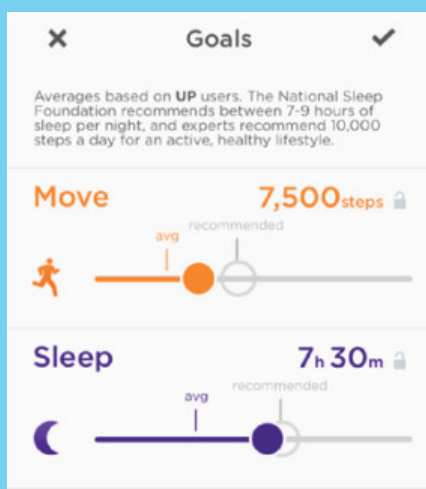 Goals
Averages based on UP users. The National Sleep
Foundation recommends between 7-9 hours of
sleep per night, and experts recommend 10,000
steps a day for an active, healthy lifestyle.
Move 7,500steps
recommended
avg
Sleep 7h 30m
recommended
avg